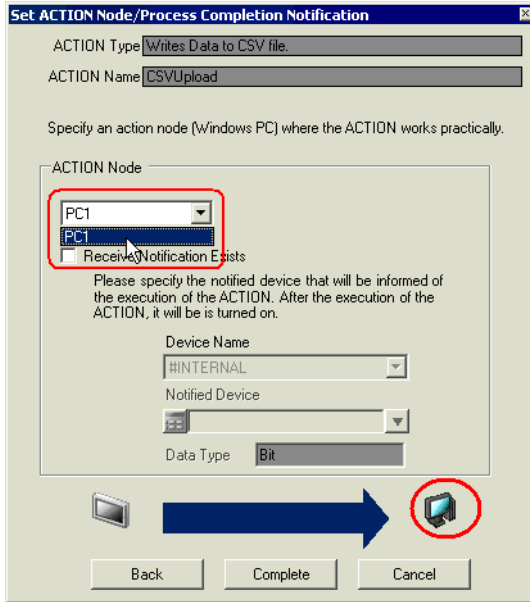 Set ACTION Node/Process Completion Notification
ACTION Type Writes Data to CSV file.
ACTION Name CSVUpload
Specify an action node (Windows PC) where the ACTION works practically.
ACTION Node
PC1
PC1
Receive Notification Exists
Please specify the notified device that will be informed of
the execution of the ACTION. After the execution of the
ACTION, it will be is turned on.
Device Name
#INTERNAL
Notified Device
Data Type Bit
Back Complete Cancel